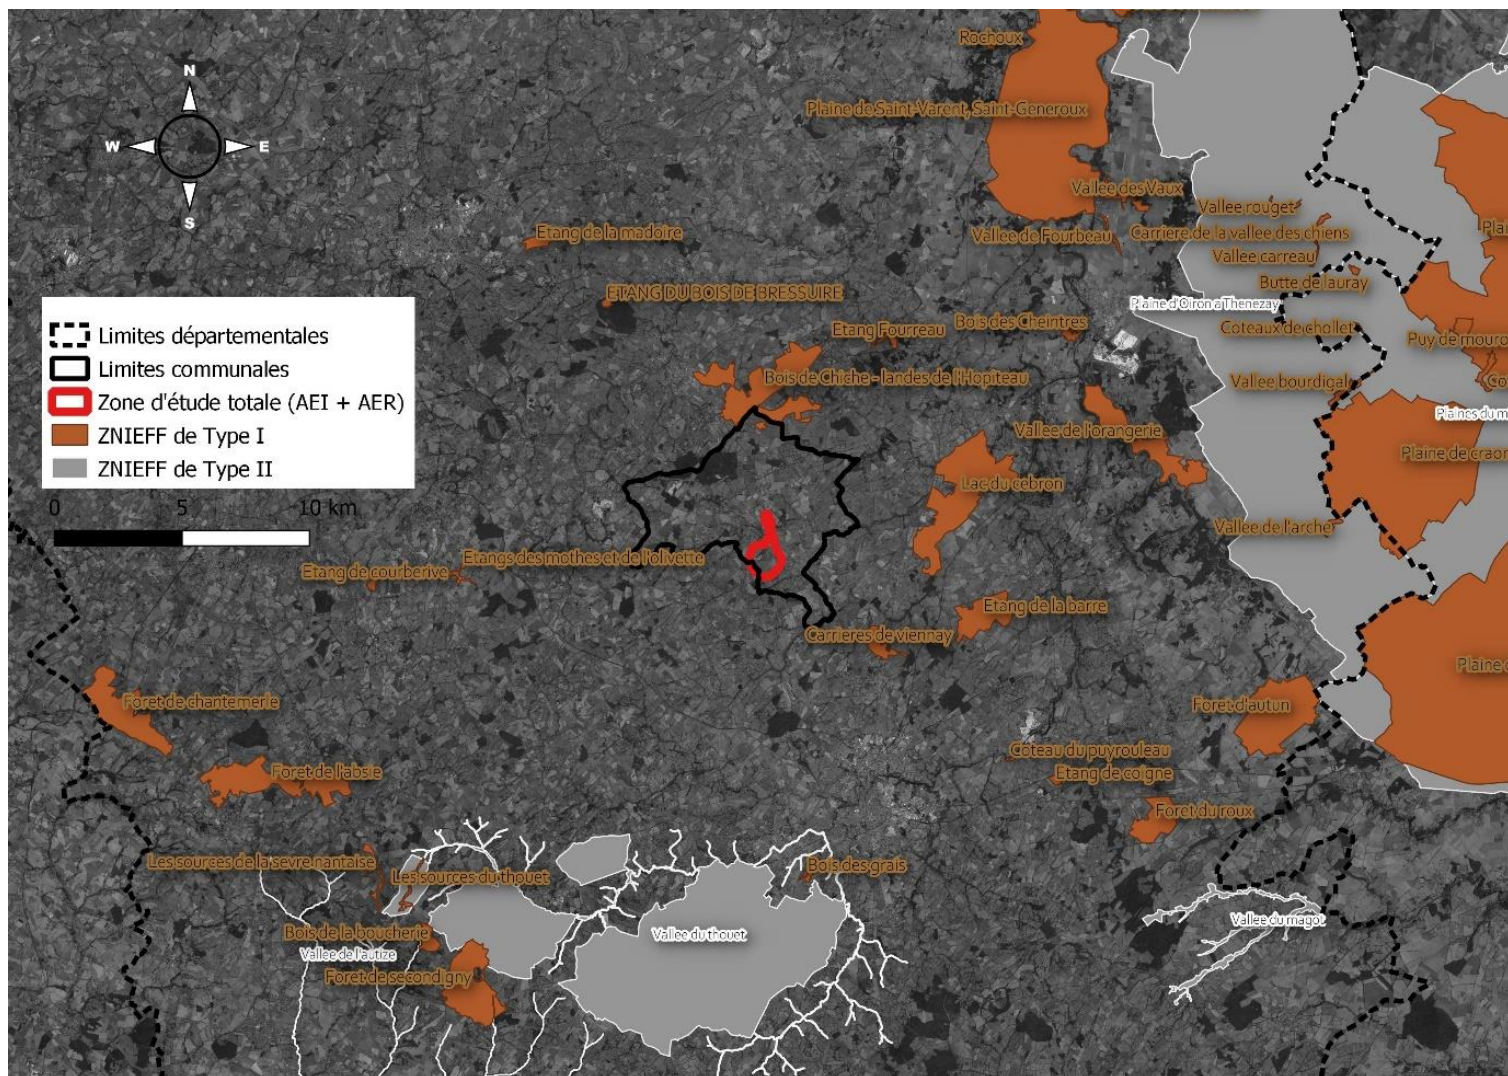 Rochoux
Plaine de Saint-Varent, Saint-Generoux
N
W
E
S
Vallee des Vaux
Vallee rouget
Plai
Etang de la madoire
Vallee de Fourbeau
Carriere de la vallee des chiens
Vallee carreau
Butte de lauray
ETANG DU BOIS DE BRESSUIRE
Plaine d'Oiron a Thenezay
Etang Fourreau
Bois des Cheintres
Coteaux de chollet
Puy de mouro
Limites départementales
Limites communales
Zone d'étude totale (AEI + AER)
ZNIEFF de Type I
ZNIEFF de Type II
Bois de Chiche - landes de l'Hopiteau
Vallee bourdigal
Co
Plaines du m
Vallee de l'orangerie
Plaine de craon
Lac du cebron
0
5
10 km
Vallee de l'arche
Etangs des mothes et de l'olivette
Etang de courberive
Etang de la barre
Carrieres de viennay
Plaine d
Foret de chantemerle
Foret d'autun
Coteau du puyrouleau
Foret de l'absie
Etang de coigne
Foret du roux
Les sources de la sevre nantaise
Les sources du thouet
Bois des grais
Vallee du magot
Bois de la boucherie
Vallee du thouet
Vallee de l'autize
Foret de secondigny